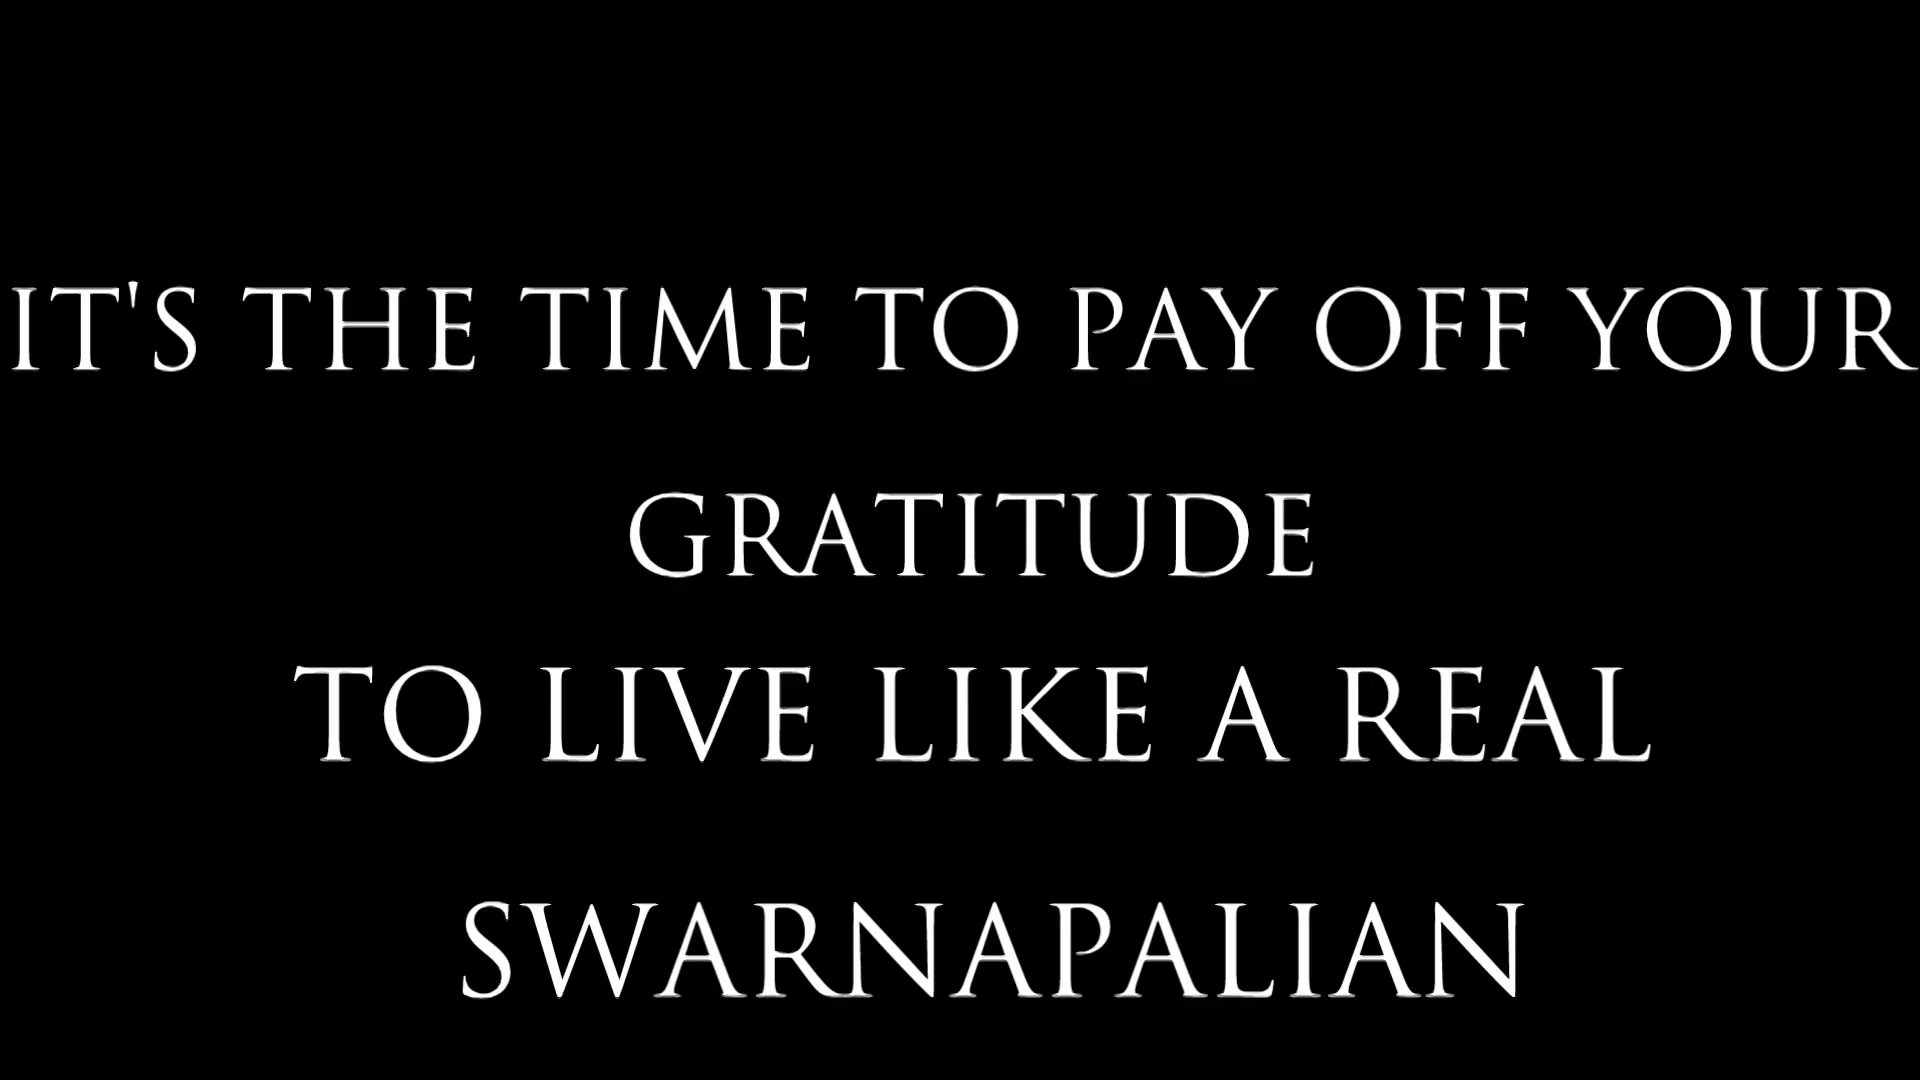 IT'S THE TIME TO PAY OFF YOUR
GRATITUDE
TO LIVE LIKE A REAL
SWARNAPALIAN